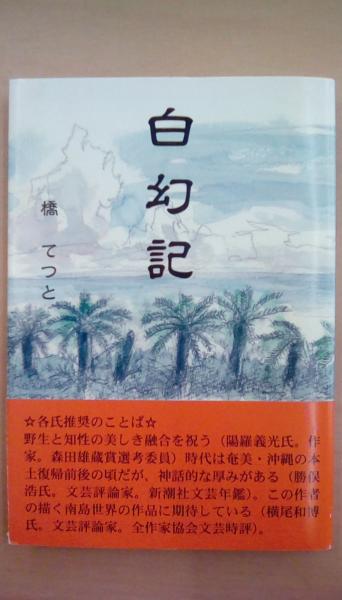 白幻記
橋 てつと
☆各氏推奨のことば☆
野生と知性の美しき融合を祝う（陽羅義光氏。作
家。森田雄蔵賞選考委員）時代は奄美・沖縄の本
土復帰前後の頃だが、神話的な厚みがある（勝俣
浩氏。文芸評論家。新潮社文芸年鑑）。この作者
の描く南島世界の作品に期待している（横尾和博
氏。文芸評論家。全作家協会文芸時評）。